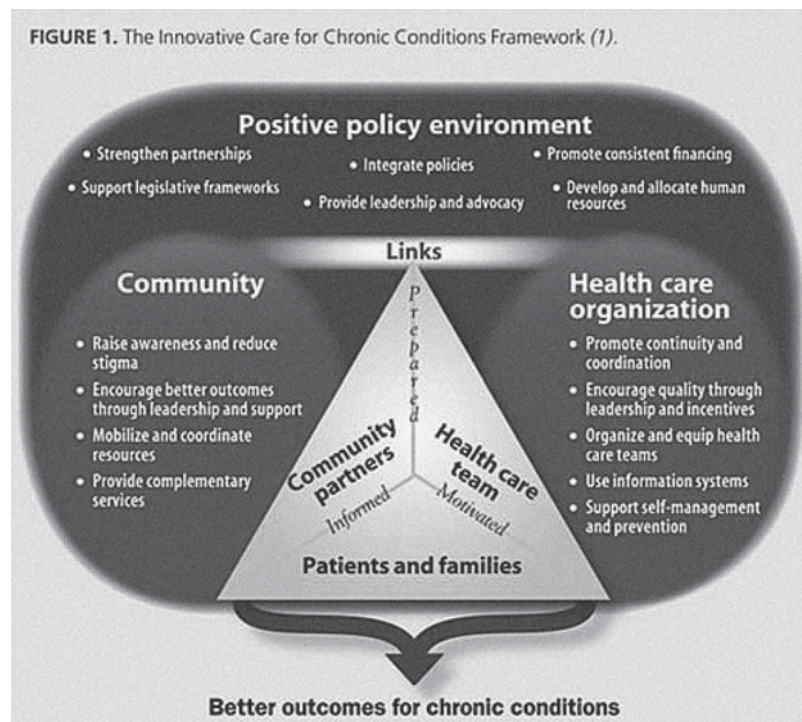 FIGURE 1. The Innovative Care for Chronic Conditions Framework (1).
Positive policy environment
• Strengthen partnerships
• Support legislative frameworks
• Integrate policies
• Provide leadership and advocacy
• Promote consistent financing
• Develop and allocate human
resources
Links
Community
• Raise awareness and reduce
stigma
• Encourage better outcomes
through leadership and support
• Mobilize and coordinate
resources
• Provide complementary
services
Prepared
Community
partners
Health care
team
Informed
Motivated
Patients and families
Health care
organization
• Promote continuity and
coordination
• Encourage quality through
leadership and incentives
• Organize and equip health
care teams
• Use information systems
• Support self-management
and prevention
Better outcomes for chronic conditions